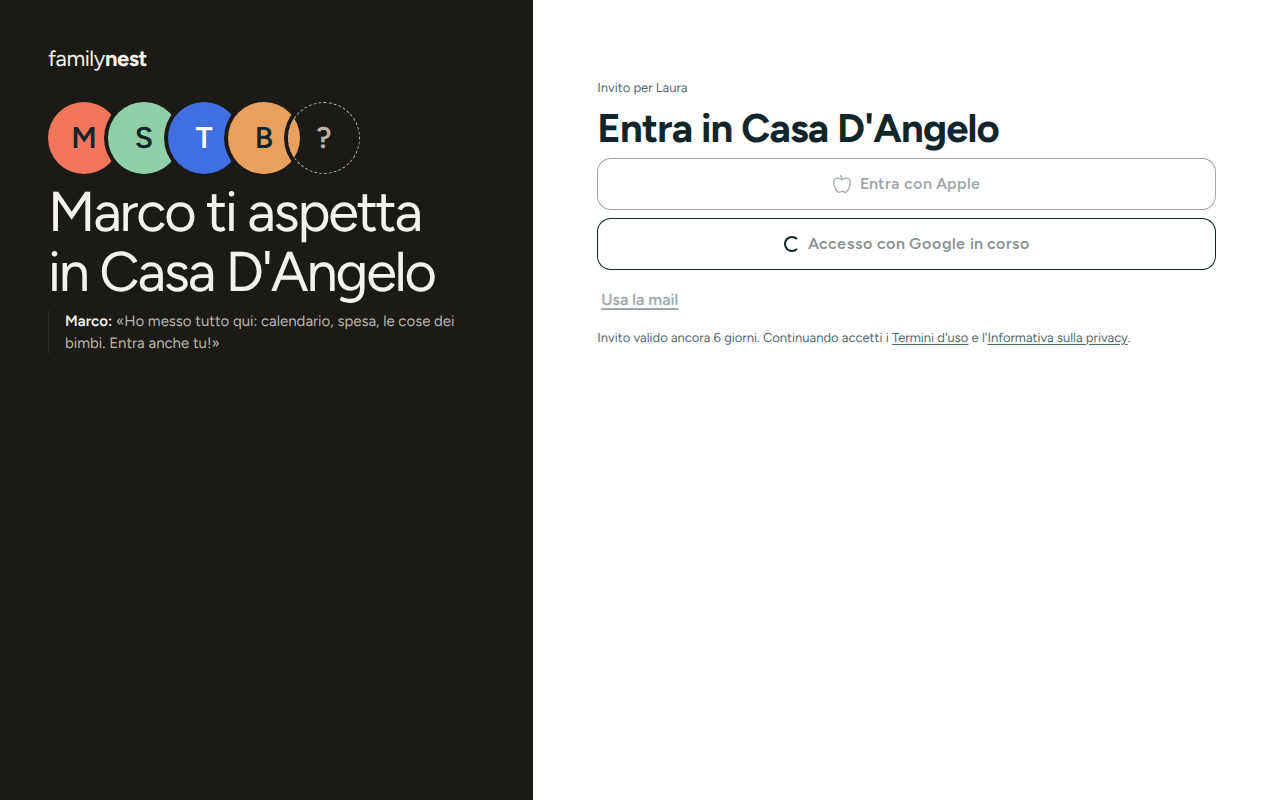 familynest
M S T B ?
Marco ti aspetta
in Casa D'Angelo
Marco: «Ho messo tutto qui: calendario, spesa, le cose dei
bimbi. Entra anche tu!»
Invito per Laura
Entra in Casa D'Angelo
Entra con Apple
Accesso con Google in corso
Usa la mail
Invito valido ancora 6 giorni. Continuando accetti i Termini d'uso e l'Informativa sulla privacy.